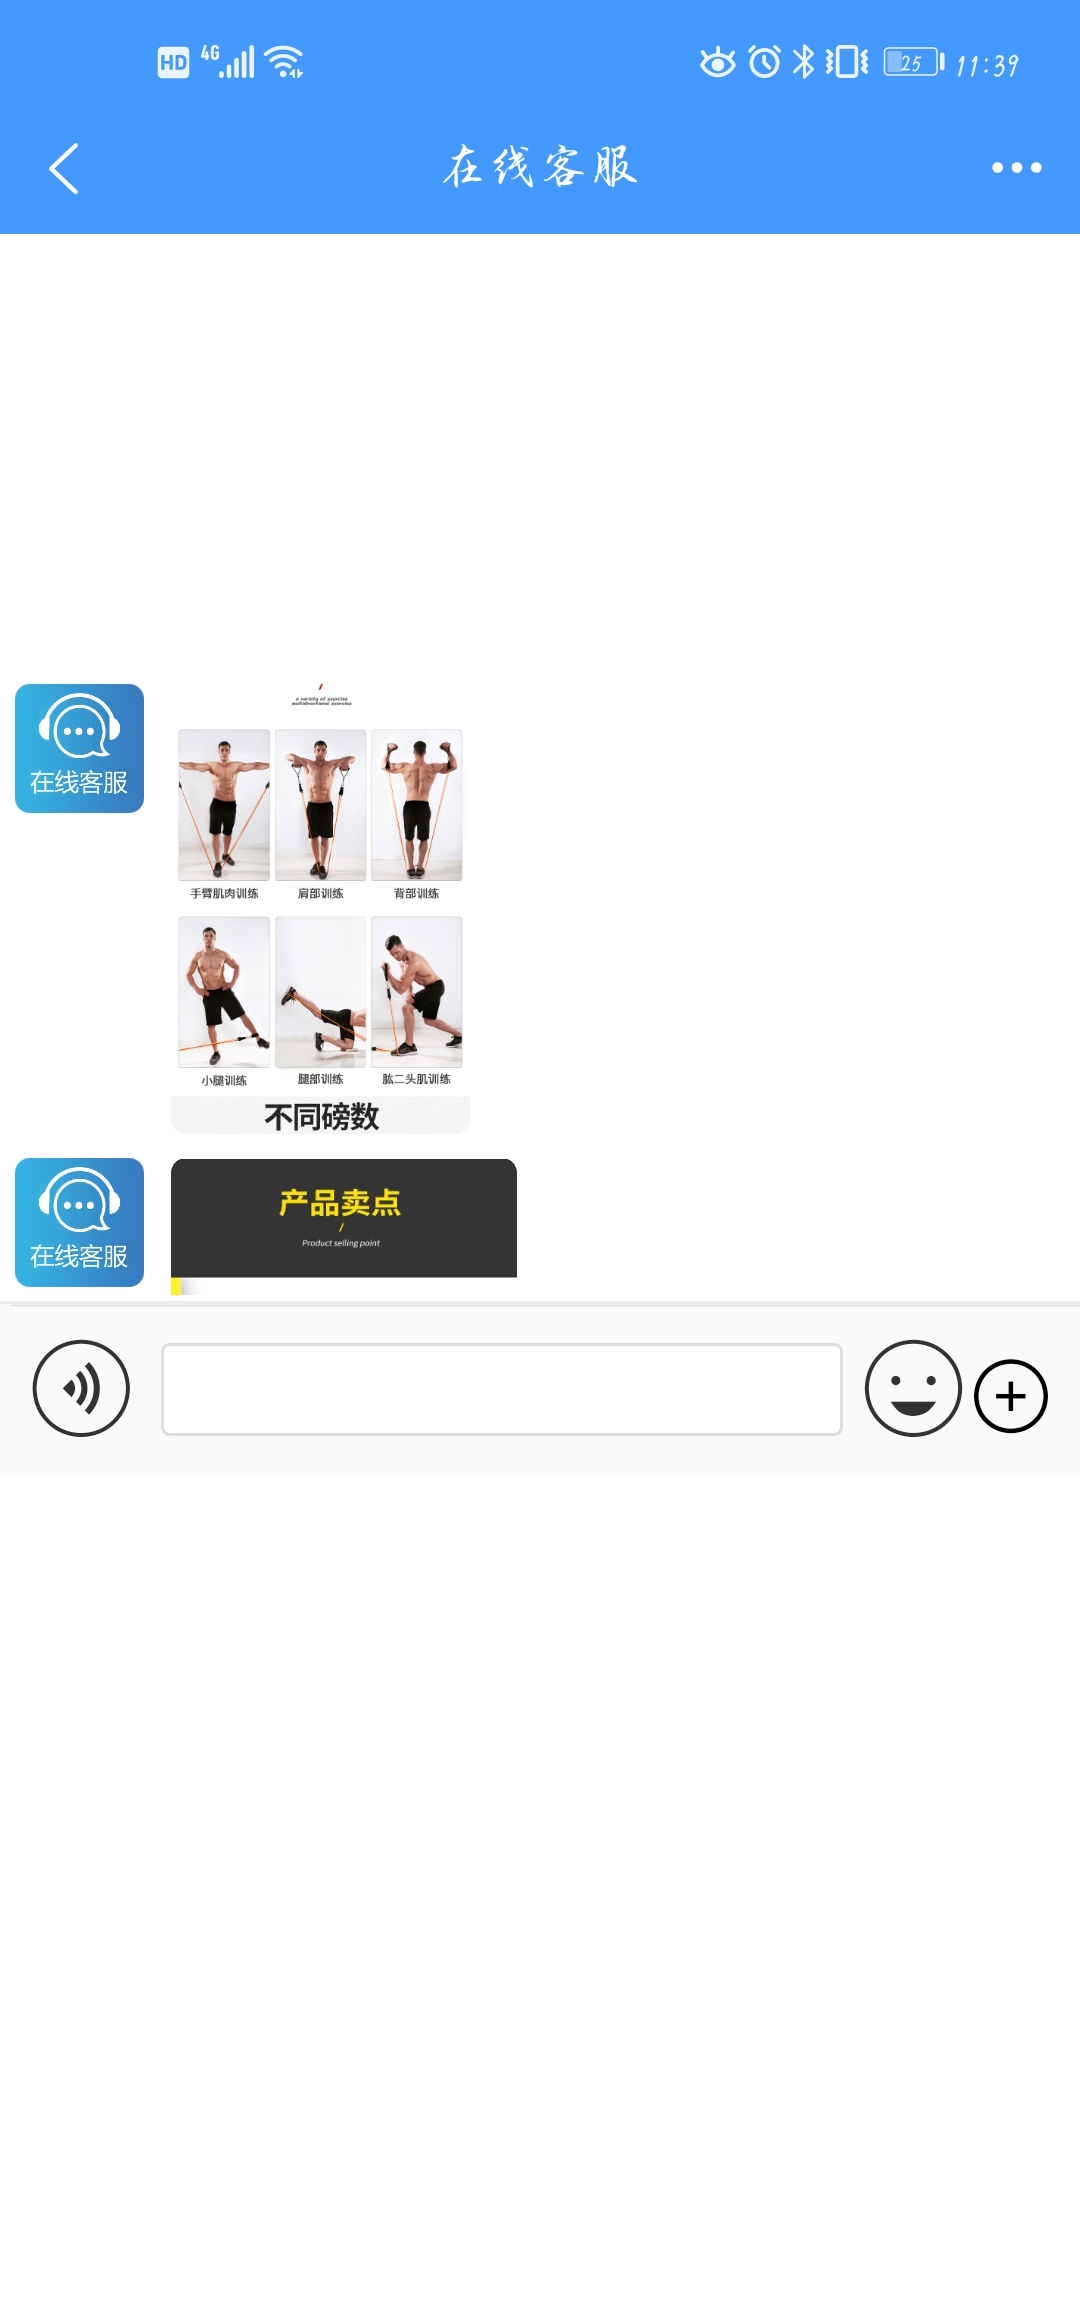 HD 4G 25 11:39
在线客服
在线客服
a variety of exercise
multidirectional exercise
手臂肌肉训练 肩部训练 背部训练
小腿训练 腿部训练 肱二头肌训练
不同磅数
在线客服
产品卖点
/
Product selling point